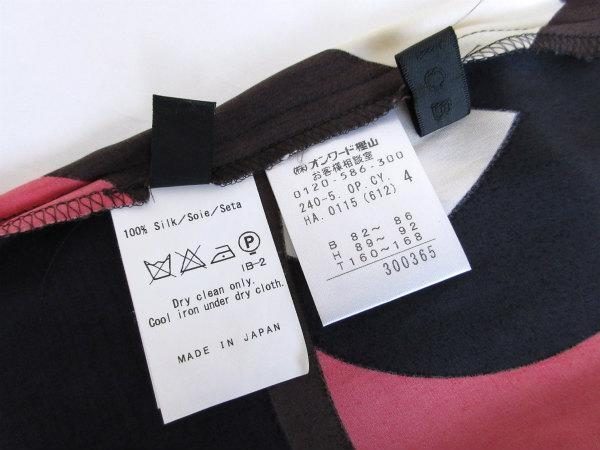 100% Silk/Soie/Seta
P
IB-2
Dry clean only.
Cool iron under dry cloth.
MADE IN JAPAN
㈱オンワード樫山
お客様相談室
0120-586-300
240-5. OP.CY. 4
HA. 0115 (612)
B 82~ 86
H 89~ 92
T 160~168
300365